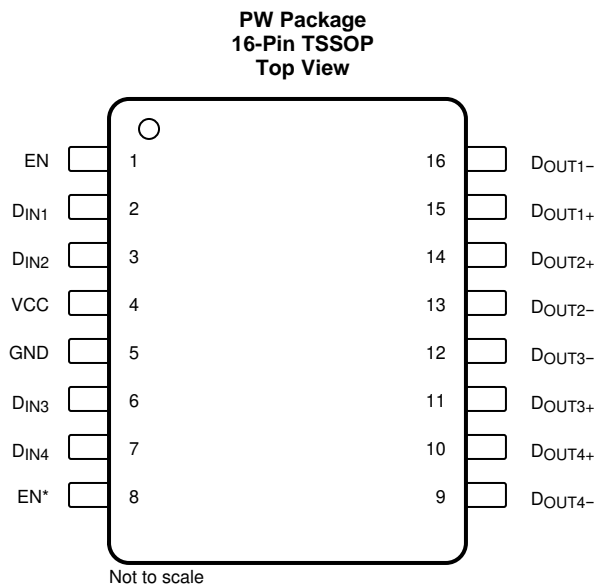 PW Package
16-Pin TSSOP
Top View
EN 1 16 DOUT1−
DIN1 2 15 DOUT1+
DIN2 3 14 DOUT2+
VCC 4 13 DOUT2−
GND 5 12 DOUT3−
DIN3 6 11 DOUT3+
DIN4 7 10 DOUT4+
EN* 8 9 DOUT4−
Not to scale